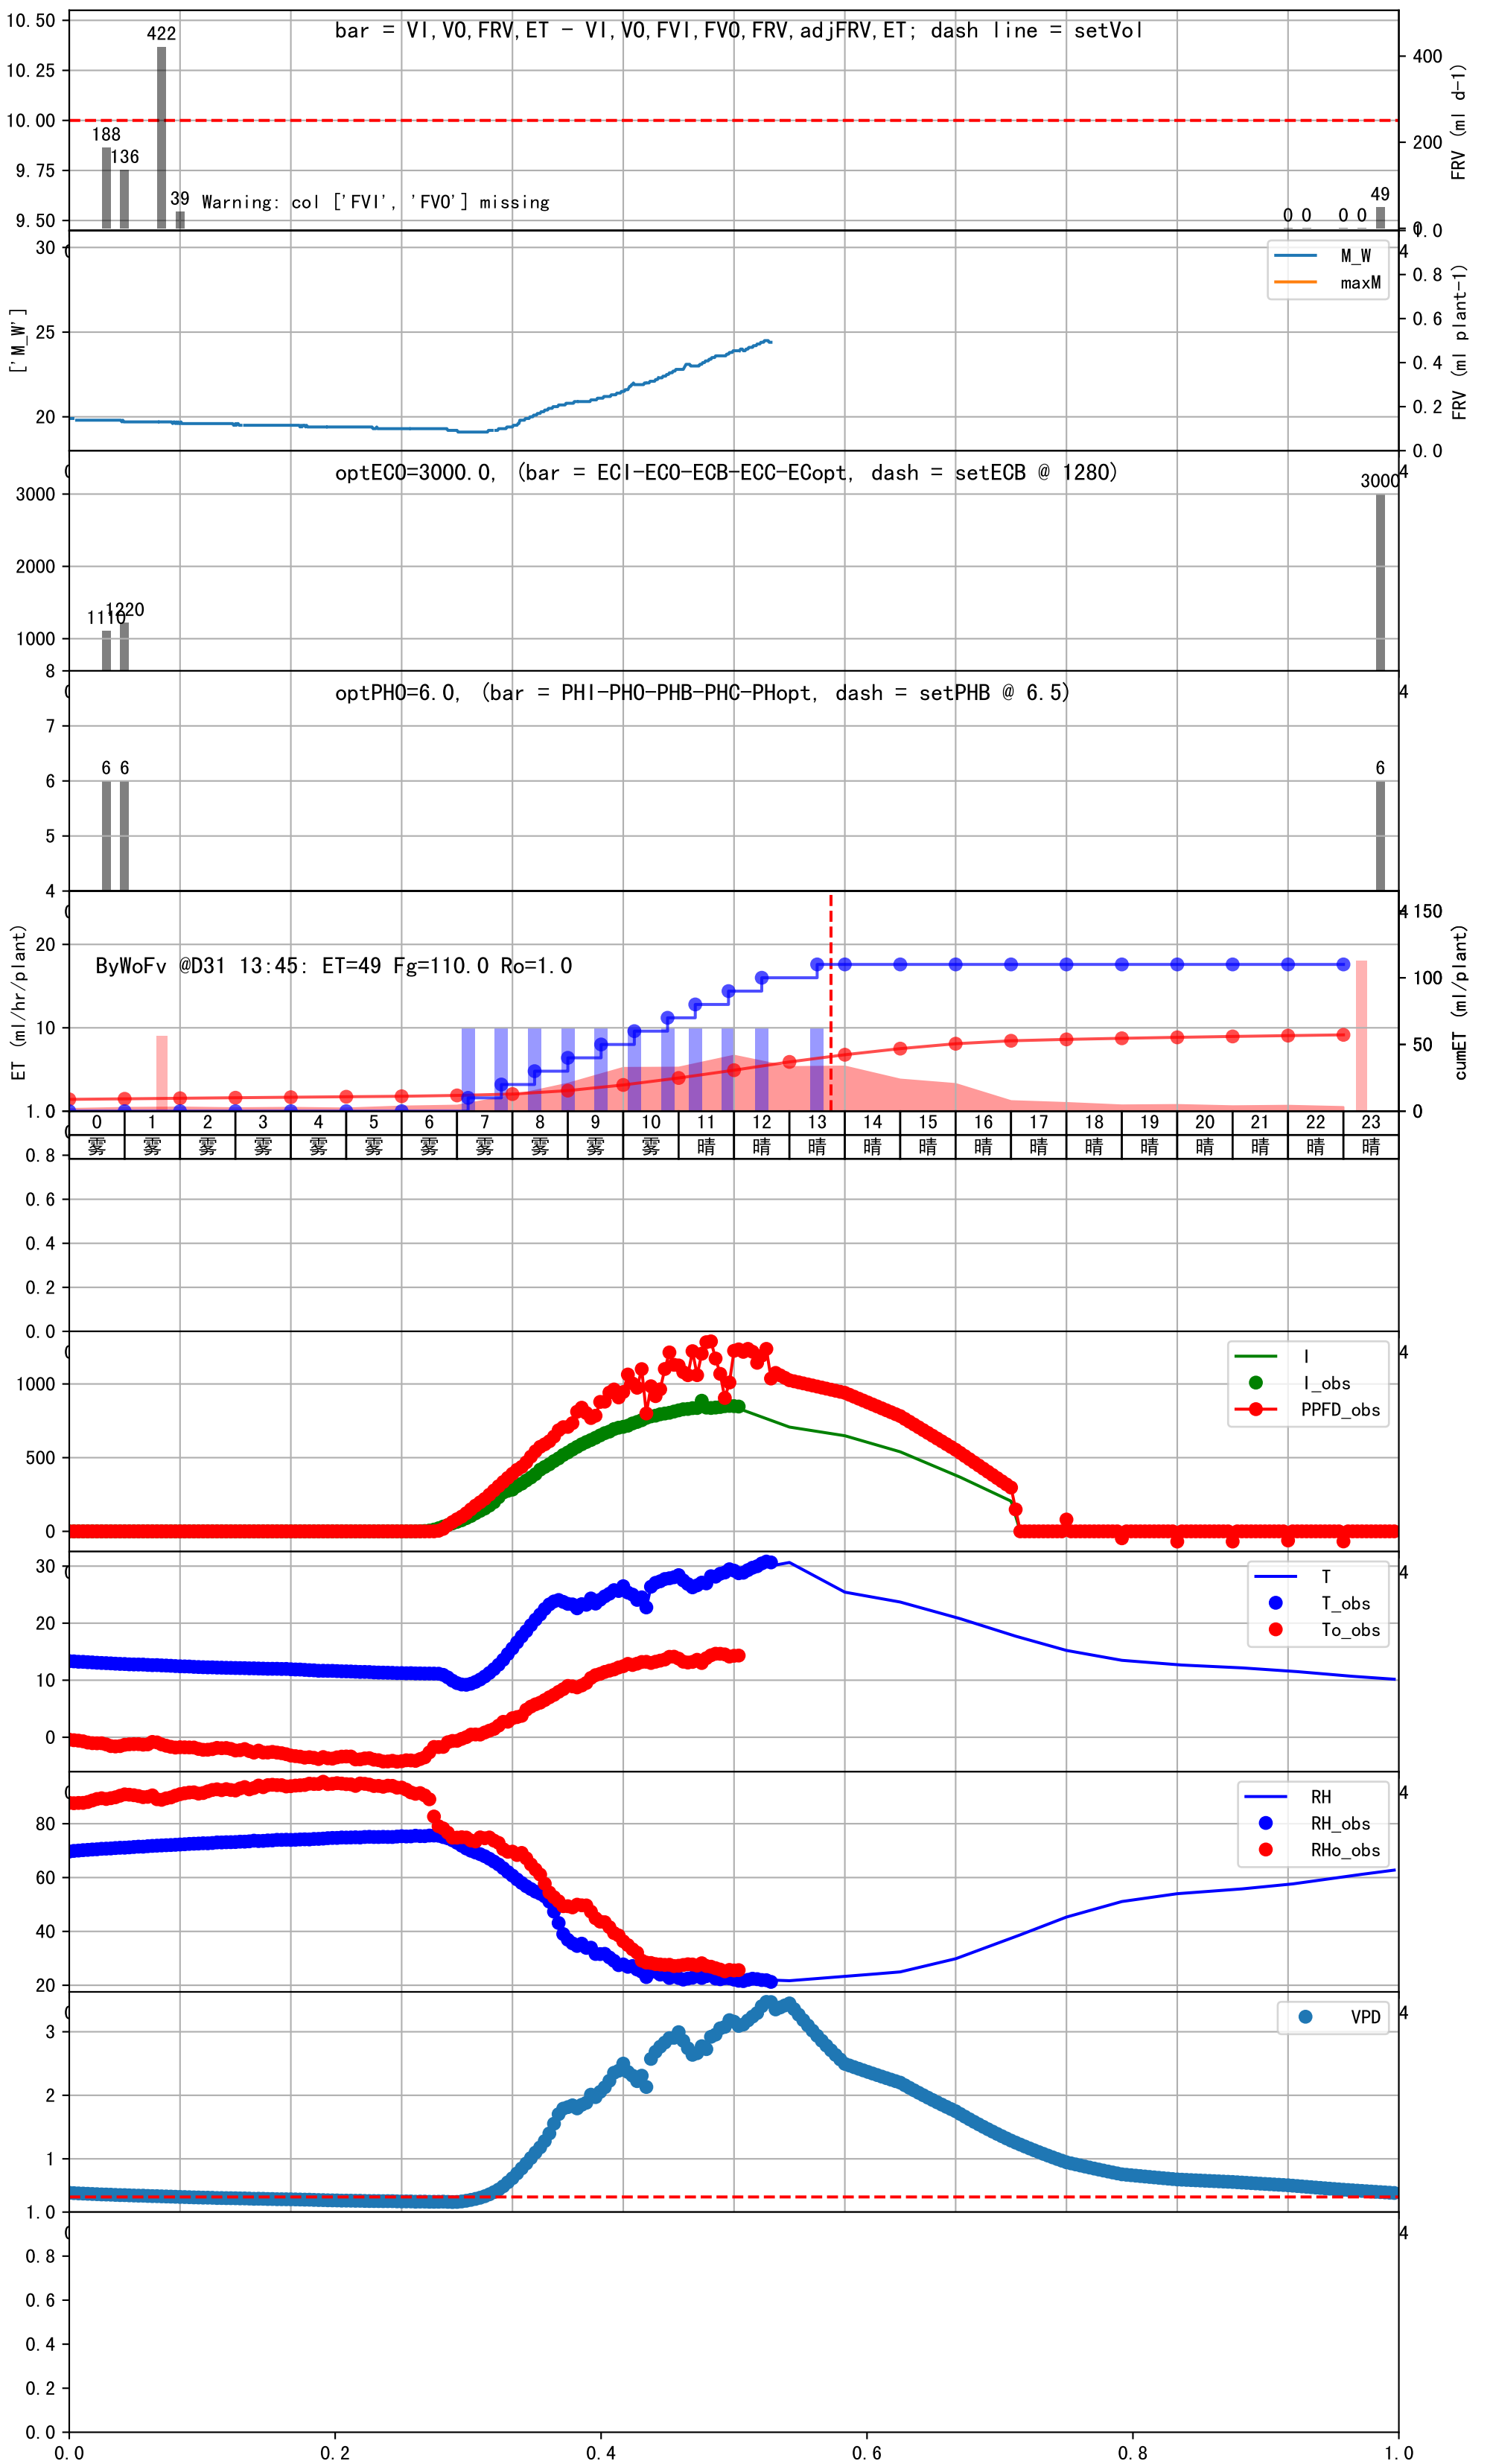 bar = VI,VO,FRV,ET - VI,VO,FVI,FVO,FRV,adjFRV,ET; dash line = setVol
10.50
10.25
10.00
9.75
9.50
422
188
136
39
Warning: col ['FVI', 'FVO'] missing
0 0 0 0 49
400
200
0
FRV (ml d-1)
['M_W']
30
25
20
M_W
maxM
1.0
0.8
0.6
0.4
0.2
0.0
FRV (ml plant-1)
4
optECO=3000.0, (bar = ECI-ECO-ECB-ECC-ECopt, dash = setECB @ 1280)
3000
2000
1000
1110
1220
3000
4
optPHO=6.0, (bar = PHI-PHO-PHB-PHC-PHopt, dash = setPHB @ 6.5)
8
7
6
5
4
6 6 6
4
ET (ml/hr/plant)
20
10
ByWoFv @D31 13:45: ET=49 Fg=110.0 Ro=1.0
4
150
100
50
0
cumET (ml/plant)
0 1 2 3 4 5 6 7 8 9 10 11 12 13 14 15 16 17 18 19 20 21 22 23
雾 雾 雾 雾 雾 雾 雾 雾 雾 雾 雾 晴 晴 晴 晴 晴 晴 晴 晴 晴 晴 晴 晴 晴
1.0
0.8
0.6
0.4
0.2
0.0
4
1000
500
0
I
I_obs
PPFD_obs
4
30
20
10
0
T
T_obs
To_obs
4
80
60
40
20
RH
RH_obs
RHo_obs
4
3
2
1
VPD
4
1.0
0.8
0.6
0.4
0.2
0.0
0.0 0.2 0.4 0.6 0.8 1.0